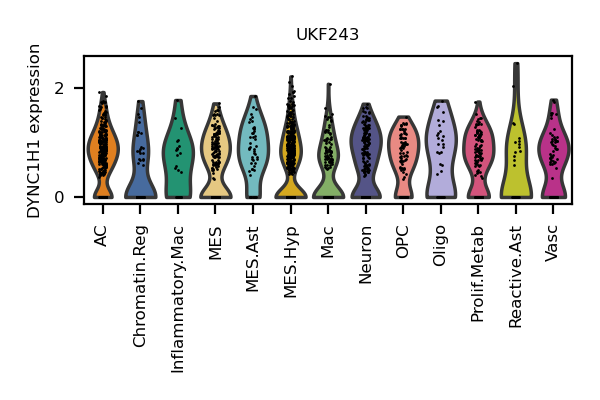 UKF243
DYNC1H1 expression
2
0
AC
Chromatin.Reg
Inflammatory.Mac
MES
MES.Ast
MES.Hyp
Mac
Neuron
OPC
Oligo
Prolif.Metab
Reactive.Ast
Vasc